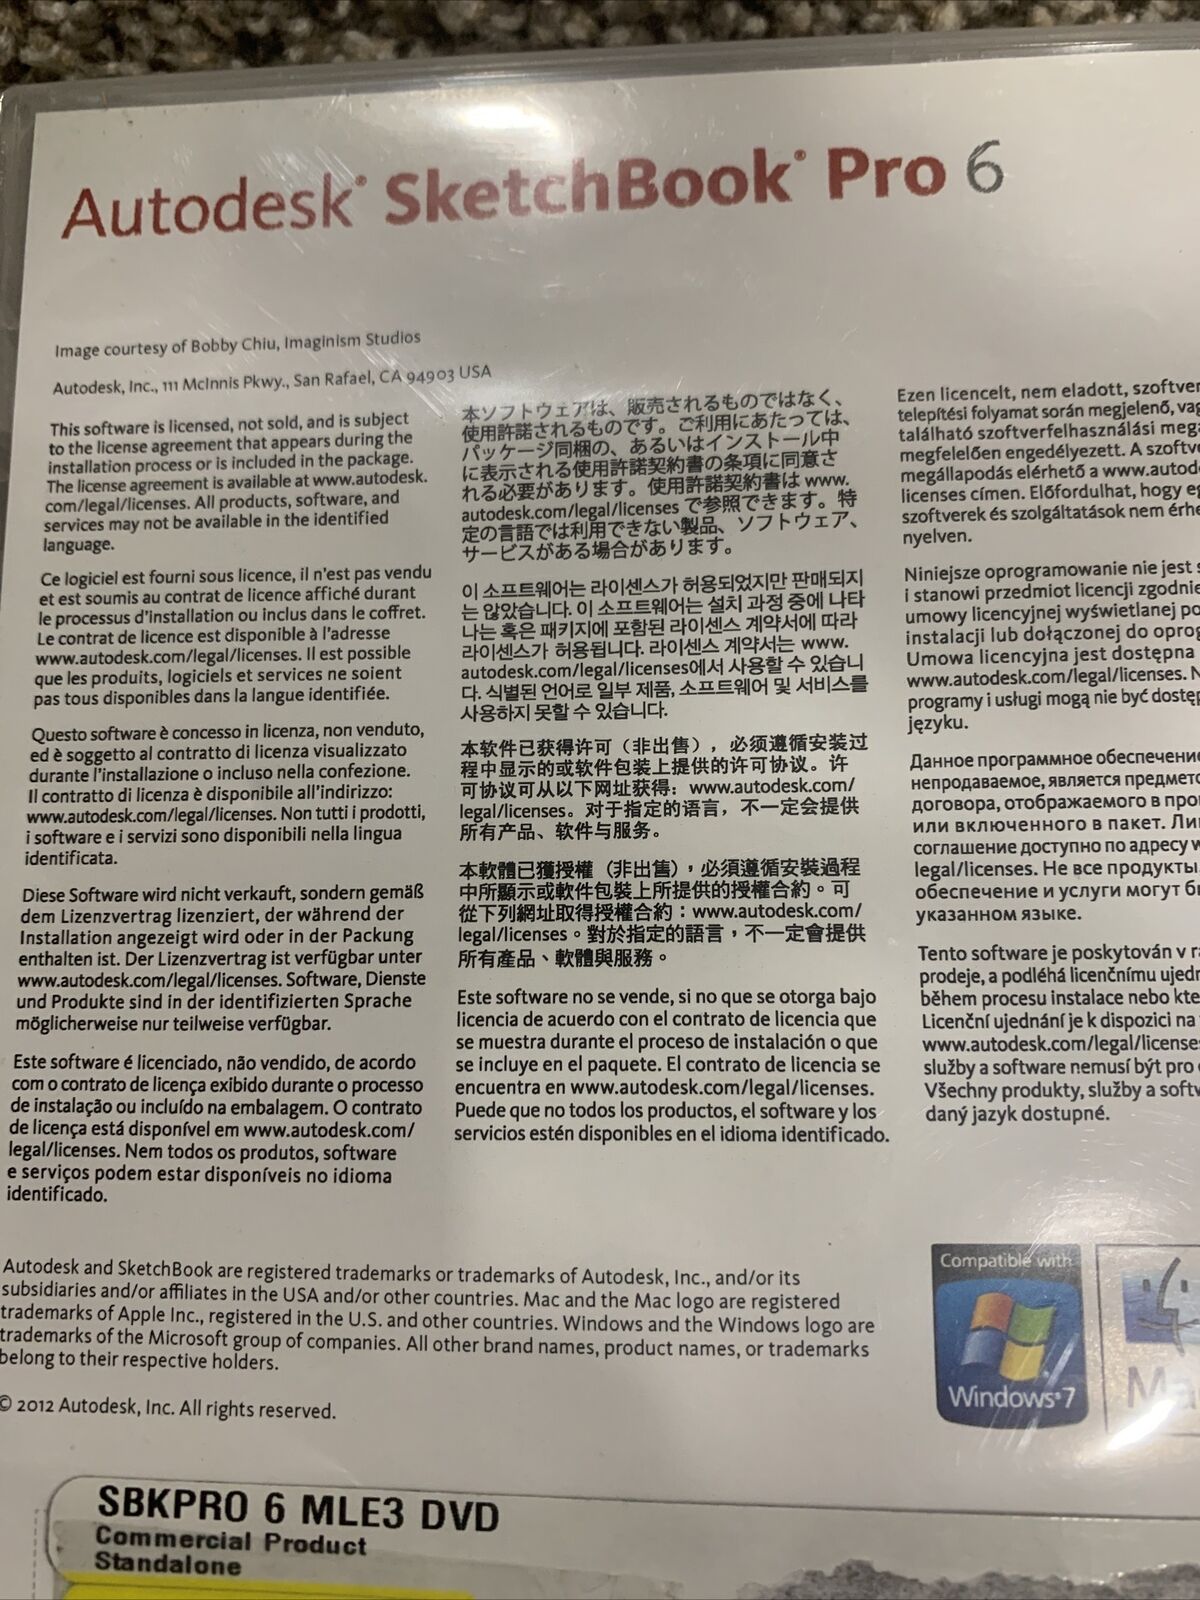 Autodesk® SketchBook® Pro 6
Image courtesy of Bobby Chiu, Imaginism Studios
Autodesk, Inc., 111 McInnis Pkwy., San Rafael, CA 94903 USA
This software is licensed, not sold, and is subject
to the license agreement that appears during the
installation process or is included in the package.
The license agreement is available at www.autodesk.
com/legal/licenses. All products, software, and
services may not be available in the identified
language.
Ce logiciel est fourni sous licence, il n'est pas vendu
et est soumis au contrat de licence affiché durant
le processus d'installation ou inclus dans le coffret.
Le contrat de licence est disponible à l'adresse
www.autodesk.com/legal/licenses. Il est possible
que les produits, logiciels et services ne soient
pas tous disponibles dans la langue identifiée.
Questo software è concesso in licenza, non venduto,
ed è soggetto al contratto di licenza visualizzato
durante l'installazione o incluso nella confezione.
Il contratto di licenza è disponibile all'indirizzo:
www.autodesk.com/legal/licenses. Non tutti i prodotti,
i software e i servizi sono disponibili nella lingua
identificata.
Diese Software wird nicht verkauft, sondern gemäß
dem Lizenzvertrag lizenziert, der während der
Installation angezeigt wird oder in der Packung
enthalten ist. Der Lizenzvertrag ist verfügbar unter
www.autodesk.com/legal/licenses. Software, Dienste
und Produkte sind in der identifizierten Sprache
möglicherweise nur teilweise verfügbar.
Este software é licenciado, não vendido, de acordo
com o contrato de licença exibido durante o processo
de instalação ou incluído na embalagem. O contrato
de licença está disponível em www.autodesk.com/
legal/licenses. Nem todos os produtos, software
e serviços podem estar disponíveis no idioma
identificado.
本ソフトウェアは、販売されるものではなく、
使用許諾されるものです。ご利用にあたっては、
パッケージ同梱の、あるいはインストール中
に表示される使用許諾契約書の条項に同意さ
れる必要があります。使用許諾契約書は www.
autodesk.com/legal/licenses で参照できます。特
定の言語では利用できない製品、ソフトウェア、
サービスがある場合があります。
이 소프트웨어는 라이센스가 허용되었지만 판매되지
는 않았습니다. 이 소프트웨어는 설치 과정 중에 나타
나는 혹은 패키지에 포함된 라이센스 계약서에 따라
라이센스가 허용됩니다. 라이센스 계약서는 www.
autodesk.com/legal/licenses에서 사용할 수 있습니
다. 식별된 언어로 일부 제품, 소프트웨어 및 서비스를
사용하지 못할 수 있습니다.
本软件已获得许可（非出售），必须遵循安装过
程中显示的或软件包装上提供的许可协议。许
可协议可从以下网址获得：www.autodesk.com/
legal/licenses。对于指定的语言，不一定会提供
所有产品、软件与服务。
本軟體已獲授權（非出售），必須遵循安裝過程
中所顯示或軟件包裝上所提供的授權合約。可
從下列網址取得授權合約：www.autodesk.com/
legal/licenses。對於指定的語言，不一定會提供
所有產品、軟體與服務。
Este software no se vende, si no que se otorga bajo
licencia de acuerdo con el contrato de licencia que
se muestra durante el proceso de instalación o que
se incluye en el paquete. El contrato de licencia se
encuentra en www.autodesk.com/legal/licenses.
Puede que no todos los productos, el software y los
servicios estén disponibles en el idioma identificado.
Ezen licencelt, nem eladott,
telepítési folyamat során megjelenő,
található szoftverfelhasználási
megfelelően engedélyezett. A
megállapodás elérhető a
licenses címen. Előfordulhat, hogy
szoftverek és szolgáltatások nem
nyelven.
Niniejsze oprogramowanie nie jest
i stanowi przedmiot licencji
umowy licencyjnej wyświetlanej
instalacji lub dołączonej do
Umowa licencyjna jest dostępna
www.autodesk.com/legal/licenses.
programy i usługi mogą nie być
języku.
Данное программное обеспечение
непродаваемое, является
договора, отображаемого в
или включенного в пакет.
соглашение доступно по адресу
legal/licenses. Не все продукты,
обеспечение и услуги могут
указанном языке.
Tento software je poskytován v
prodeje, a podléhá licenčnímu
během procesu instalace nebo
Licenční ujednání je k dispozici na
www.autodesk.com/legal/licenses
služby a software nemusí být pro
Všechny produkty, služby a
daný jazyk dostupné.
Autodesk and SketchBook are registered trademarks or trademarks of Autodesk, Inc., and/or its
subsidiaries and/or affiliates in the USA and/or other countries. Mac and the Mac logo are registered
trademarks of Apple Inc., registered in the U.S. and other countries. Windows and the Windows logo are
trademarks of the Microsoft group of companies. All other brand names, product names, or trademarks
belong to their respective holders.
© 2012 Autodesk, Inc. All rights reserved.
Compatible with
Windows®7
SBKPRO 6 MLE3 DVD
Commercial Product
Standalone